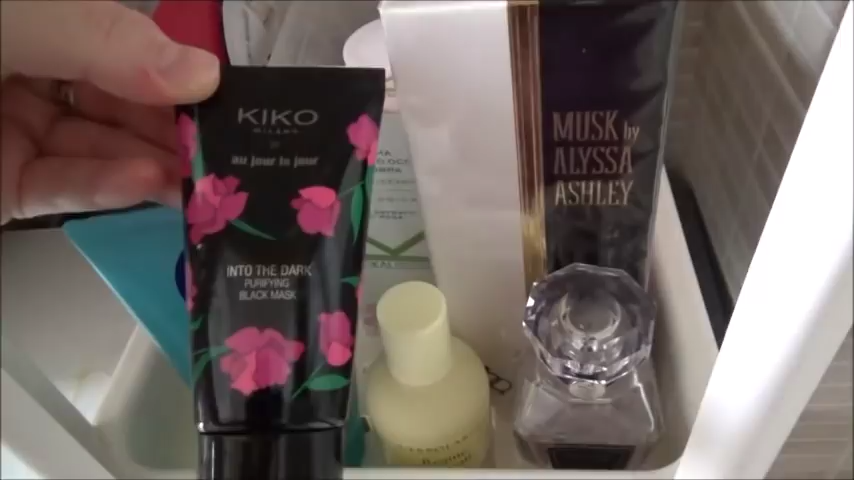 KIKO
MILANO
au jour le jour
INTO THE DARK
PURIFYING
BLACK MASK
MUSK by
ALYSSA
ASHLEY